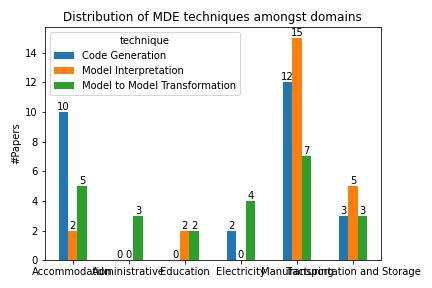 Distribution of MDE techniques amongst domains
technique
Code Generation
Model Interpretation
Model to Model Transformation
#Papers
14
12
10
8
6
4
2
0
10 2 5
0 0 3
0 2 2
2 0 4
12 15 7
3 5 3
Accommodation Administrative Education Electricity Manufacturing Transportation and Storage